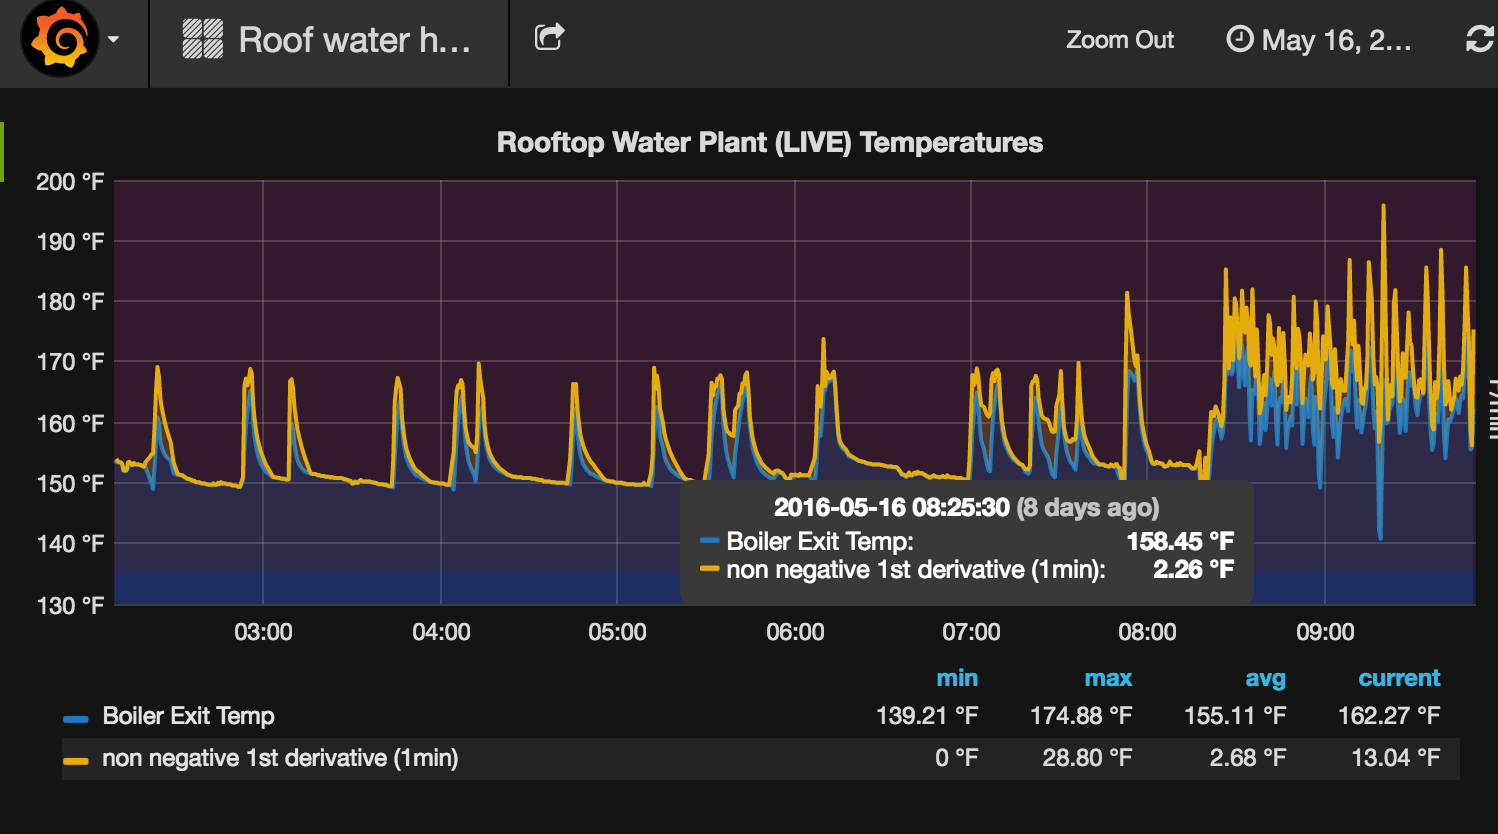 Roof water h...
Zoom Out
May 16, 2...
Rooftop Water Plant (LIVE) Temperatures
200 °F
190 °F
180 °F
170 °F
160 °F
150 °F
140 °F
130 °F
03:00 04:00 05:00 06:00 07:00 08:00 09:00
2016-05-16 08:25:30 (8 days ago)
Boiler Exit Temp: 158.45 °F
non negative 1st derivative (1min): 2.26 °F
min max avg current
Boiler Exit Temp 139.21 °F 174.88 °F 155.11 °F 162.27 °F
non negative 1st derivative (1min) 0 °F 28.80 °F 2.68 °F 13.04 °F